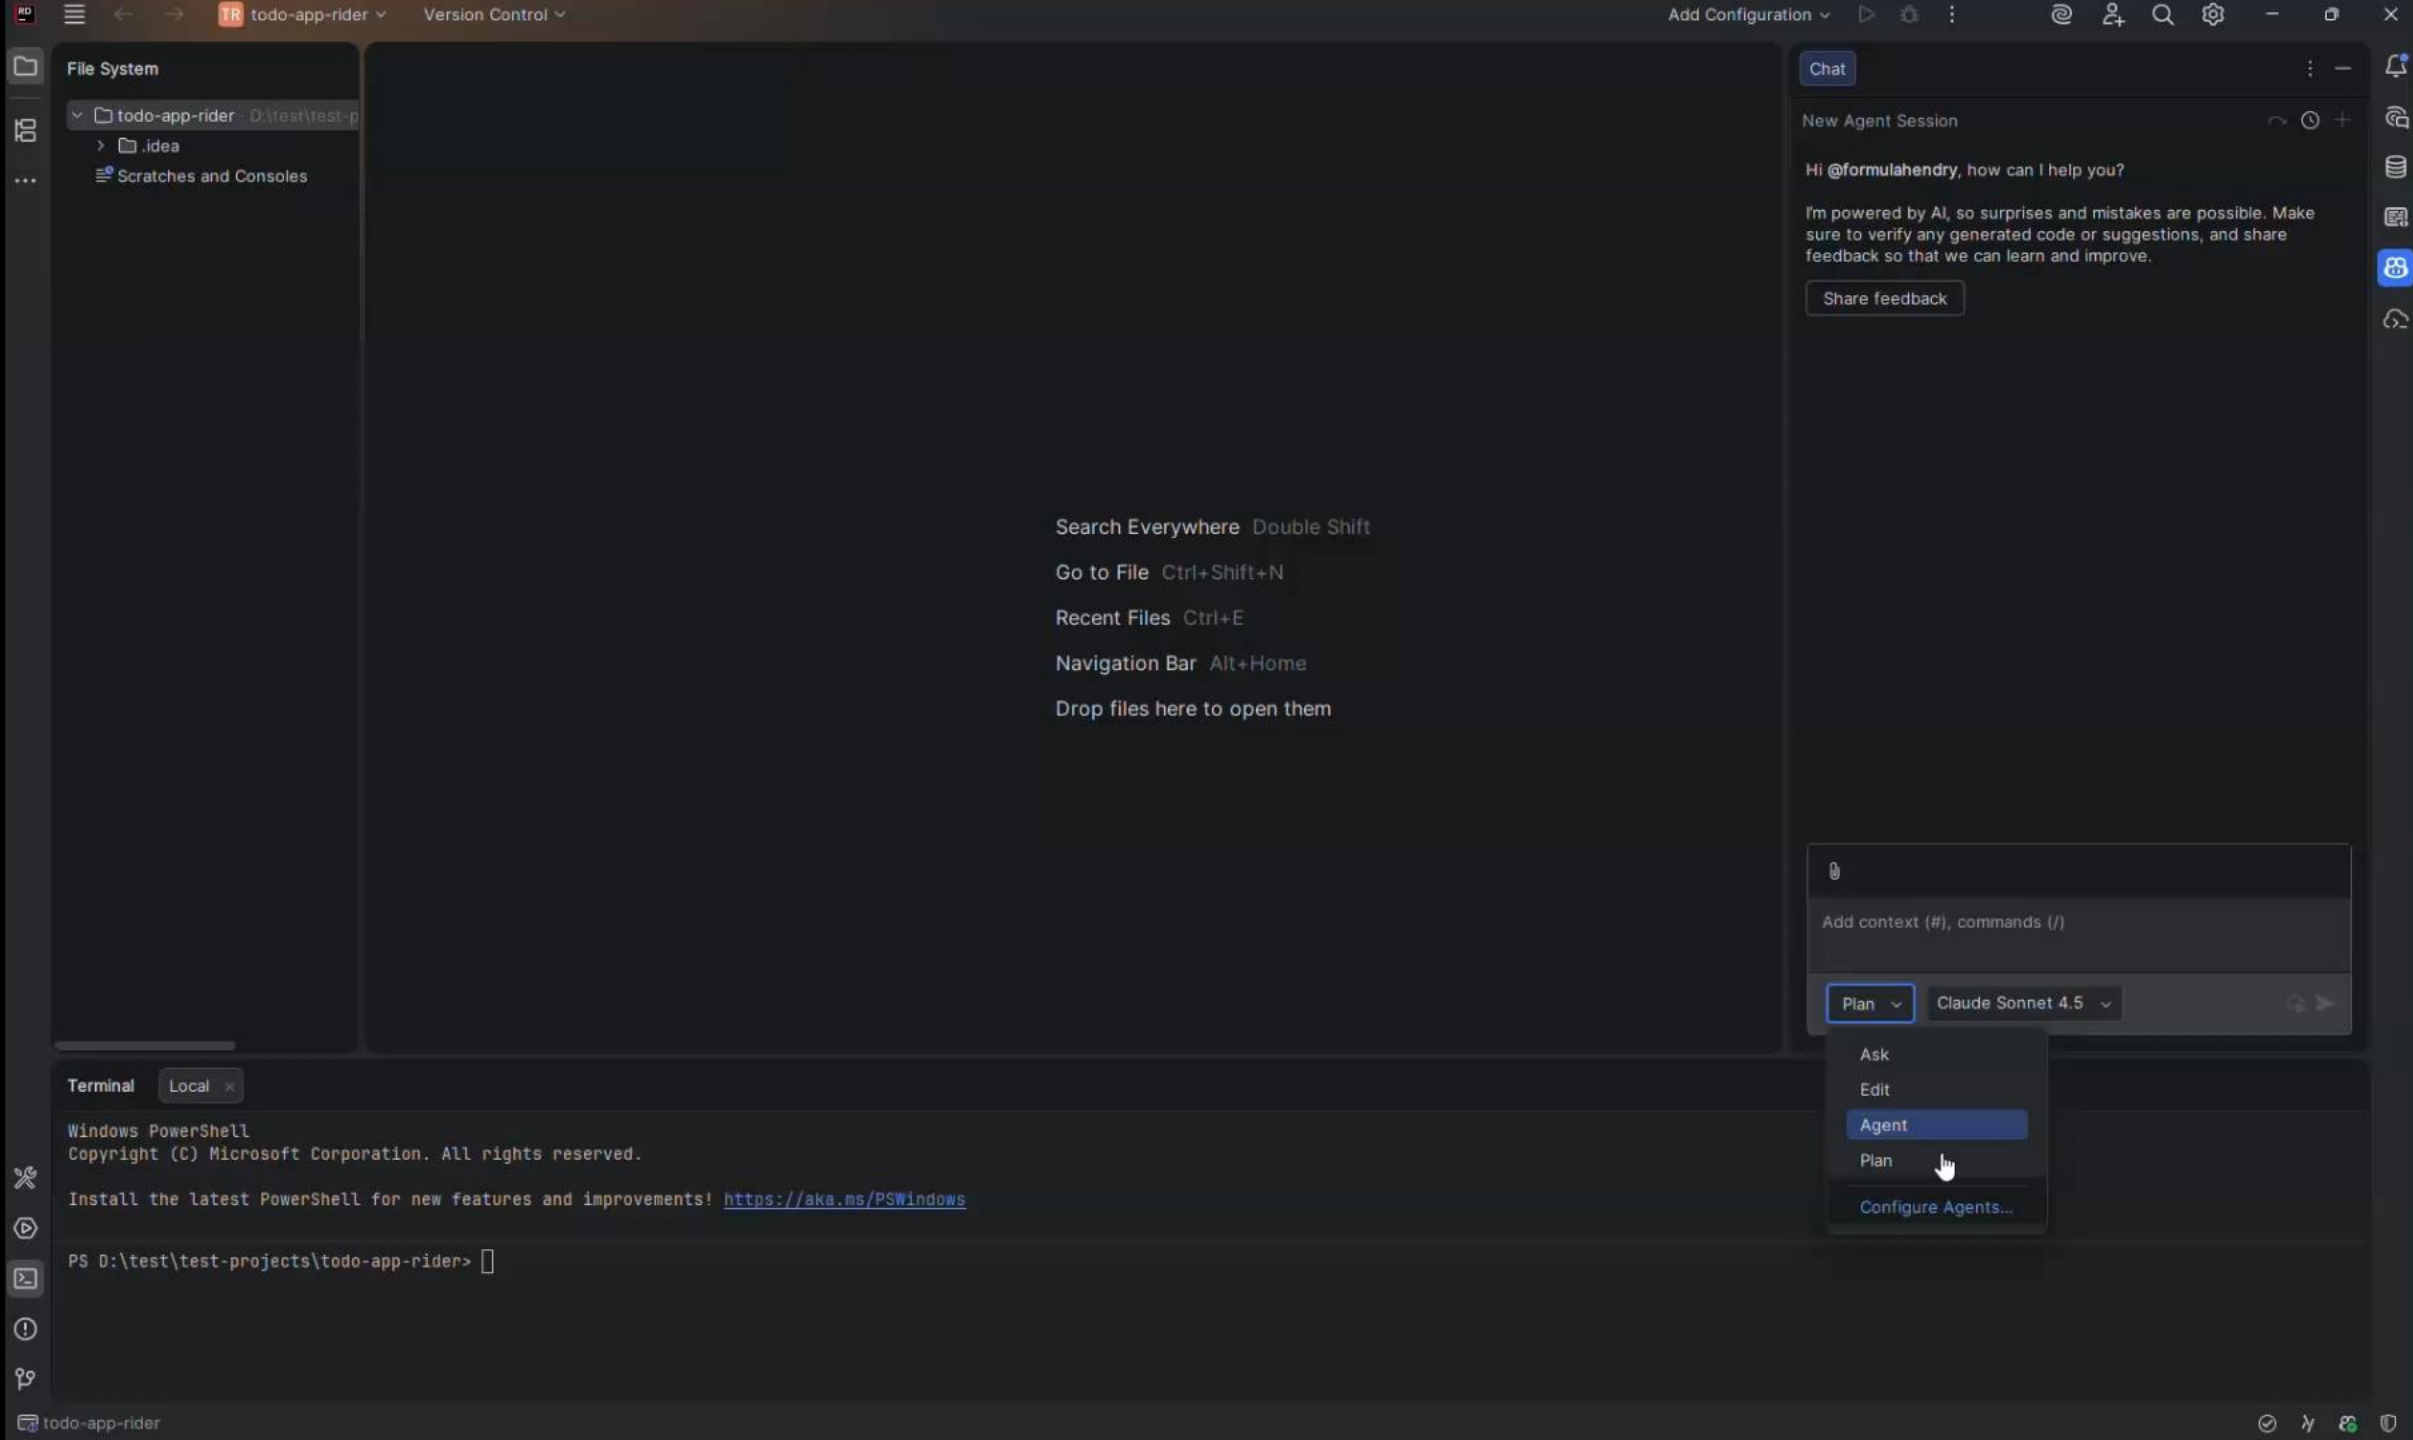 RD
TR todo-app-rider
Version Control
Add Configuration
File System
todo-app-rider D:\test\test-p
.idea
Scratches and Consoles
Search Everywhere Double Shift
Go to File Ctrl+Shift+N
Recent Files Ctrl+E
Navigation Bar Alt+Home
Drop files here to open them
Chat
New Agent Session
Hi @formulahendry, how can I help you?
I'm powered by AI, so surprises and mistakes are possible. Make
sure to verify any generated code or suggestions, and share
feedback so that we can learn and improve.
Share feedback
Add context (#), commands (/)
Plan
Claude Sonnet 4.5
Ask
Edit
Agent
Plan
Configure Agents...
Terminal
Local
Windows PowerShell
Copyright (C) Microsoft Corporation. All rights reserved.
Install the latest PowerShell for new features and improvements! https://aka.ms/PSWindows
PS D:\test\test-projects\todo-app-rider>
todo-app-rider